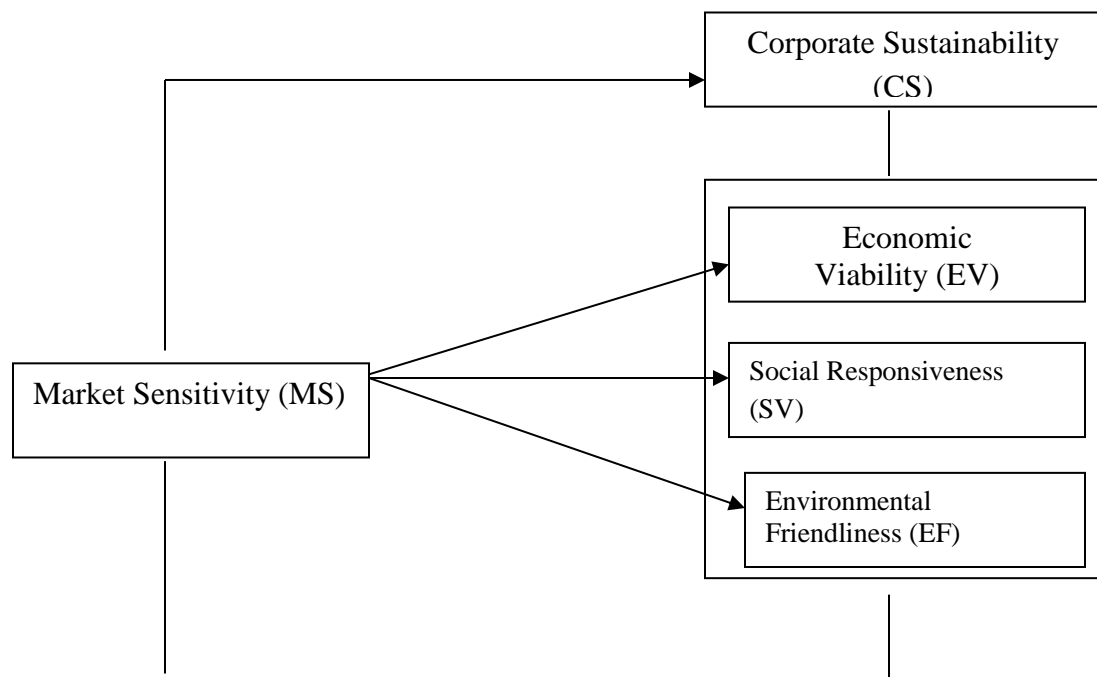 Corporate Sustainability
(CS)
Economic
Viability (EV)
Market Sensitivity (MS)
Social Responsiveness
(SV)
Environmental
Friendliness (EF)